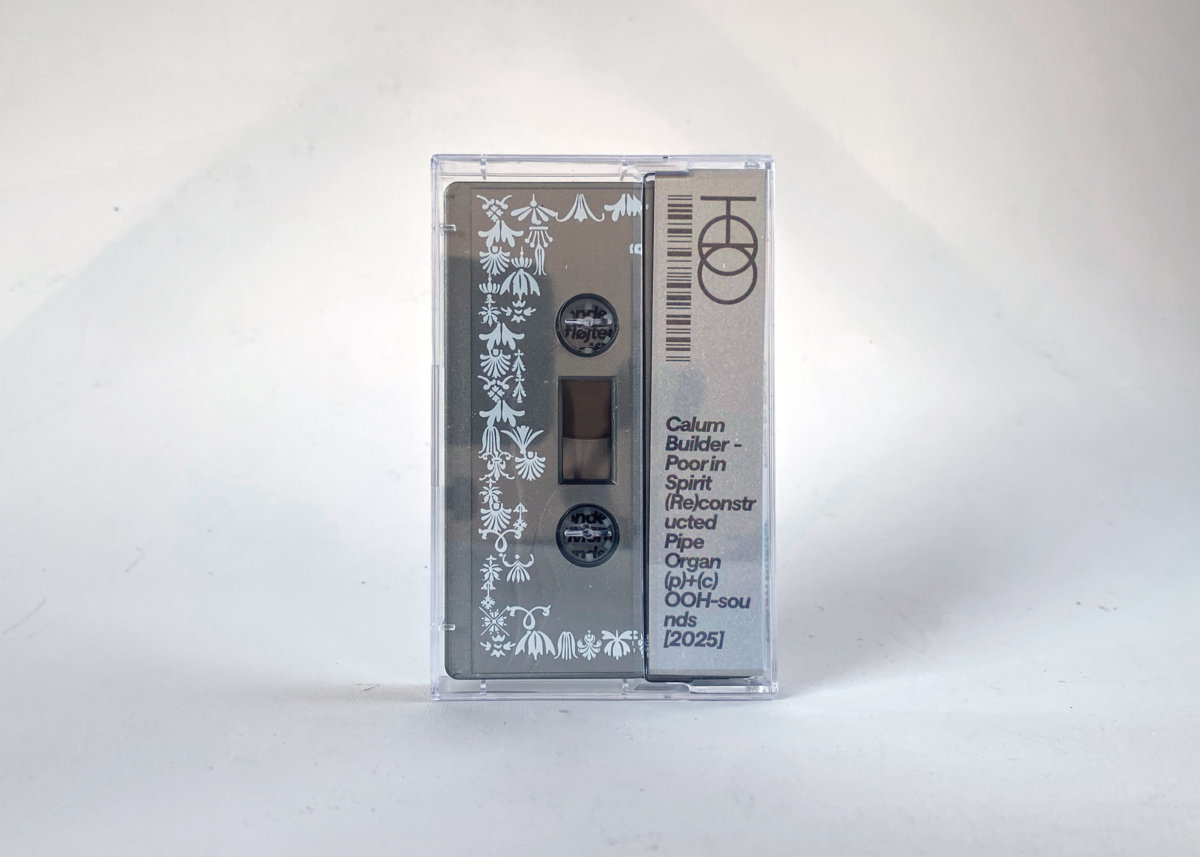 Calum
Builder –
Poor in
Spirit
(Re)constr
ucted
Pipe
Organ
(p)+(c)
OOH-sou
nds
[2025]